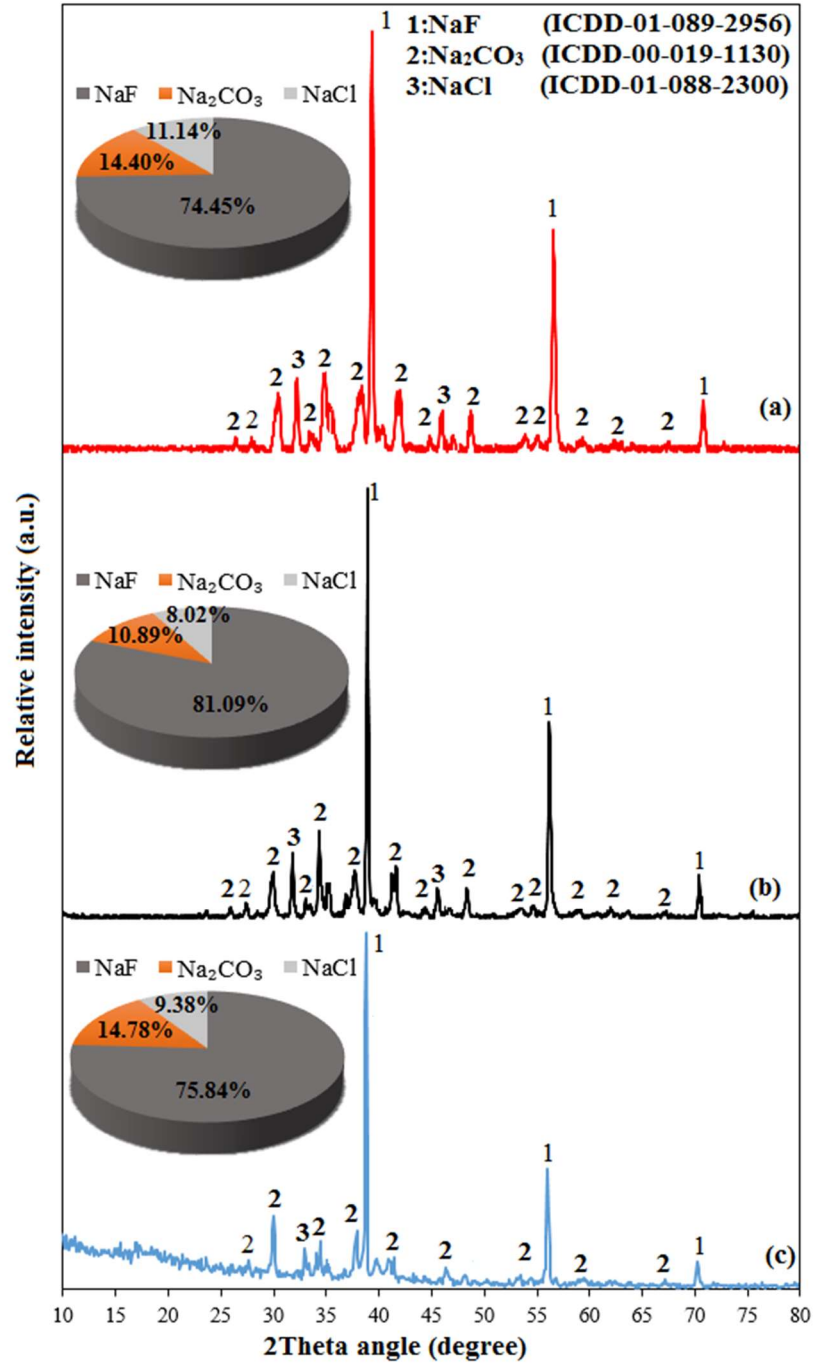 1:NaF (ICDD-01-089-2956)
2:Na₂CO₃ (ICDD-00-019-1130)
3:NaCl (ICDD-01-088-2300)
1
NaF Na₂CO₃ NaCl
11.14%
14.40%
74.45%
1
2 2 2 3 2 2 2 2 2 3 2 2 2 2 2 2 1
(a)
1
NaF Na₂CO₃ NaCl
8.02%
10.89%
81.09%
1
2 2 2 3 2 2 2 2 2 3 2 2 2 2 2 2 1
(b)
1
NaF Na₂CO₃ NaCl
9.38%
14.78%
75.84%
1
2 2 3 2 2 2 2 2 2 2 1
(c)
Relative intensity (a.u.)
10 15 20 25 30 35 40 45 50 55 60 65 70 75 80
2Theta angle (degree)